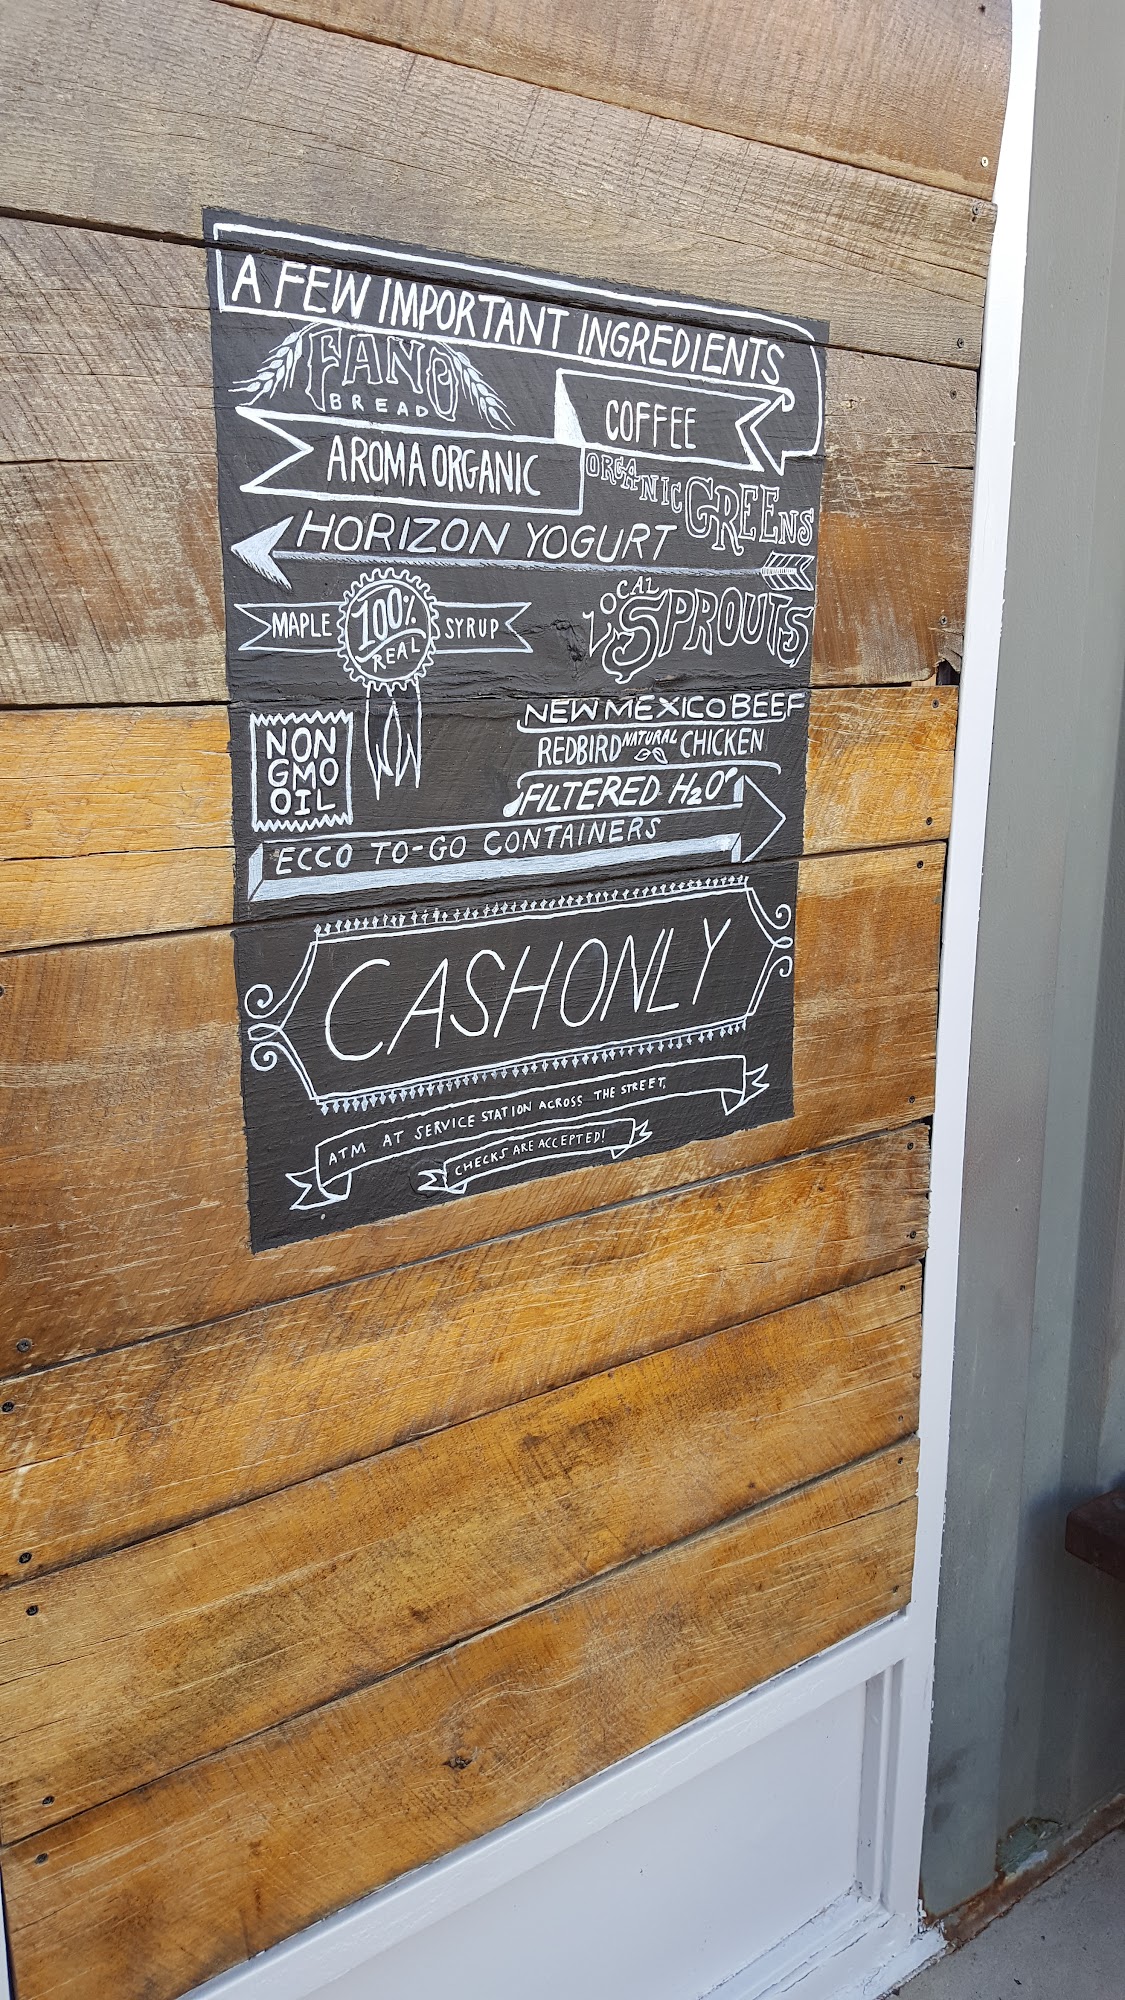 A FEW IMPORTANT INGREDIENTS
FANO
BREAD
COFFEE
AROMA ORGANIC
ORGANIC GREENS
HORIZON YOGURT
MAPLE 100% REAL SYRUP
LOCAL SPROUTS
NEW MEXICO BEEF
REDBIRD NATURAL CHICKEN
FILTERED H2O
NON
GMO
OIL
ECCO TO-GO CONTAINERS
CASH ONLY
ATM AT SERVICE STATION ACROSS THE STREET,
CHECKS ARE ACCEPTED!